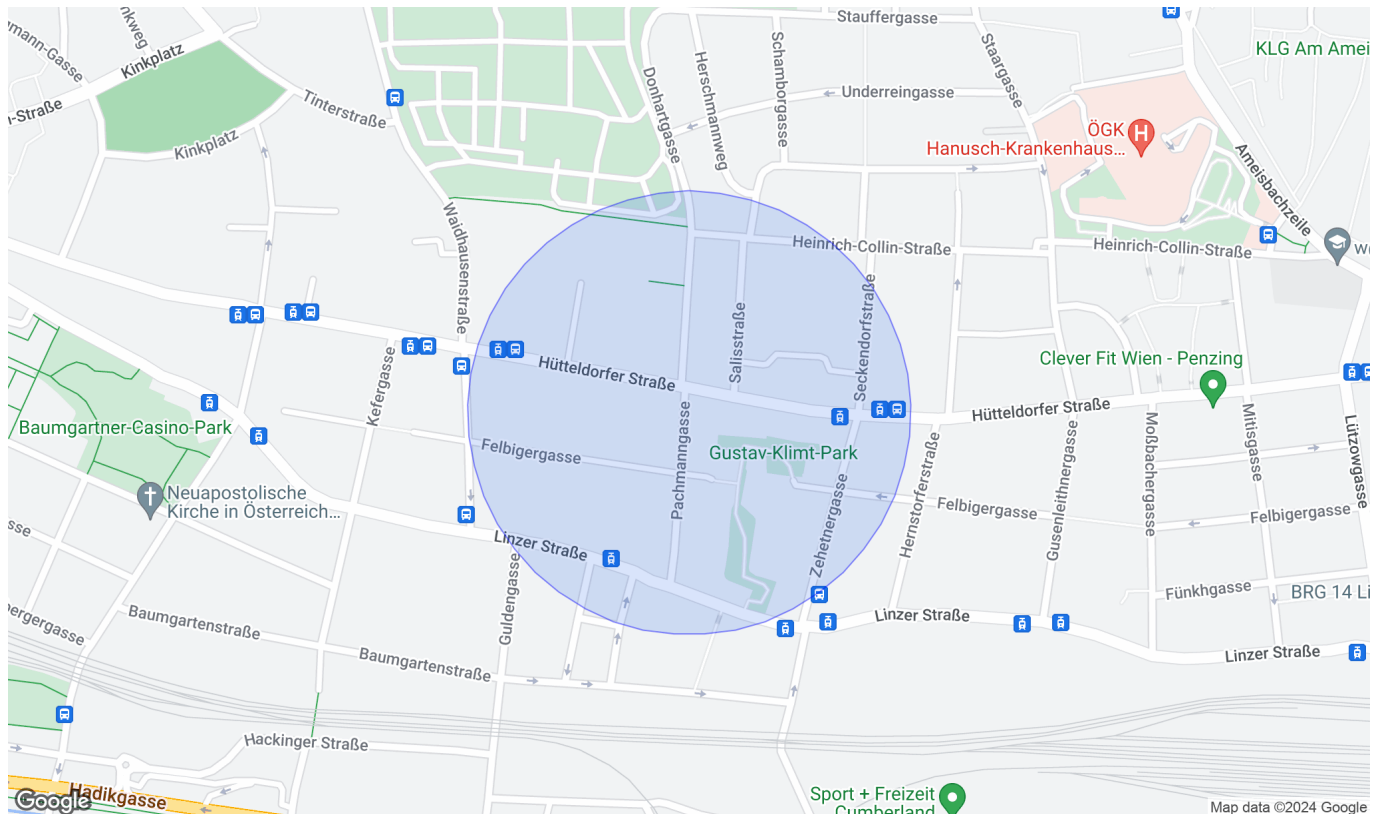 Stauffergasse
Kinkplatz
KLG Am Amei
Tinterstraße
Donhartgasse
Herschmannweg
Schamborgasse
Staargasse
Underreingasse
ÖGK
Hanusch-Krankenhaus...
Kinkplatz
Ameisbachzeile
Waidhausenstraße
Heinrich-Collin-Straße
Heinrich-Collin-Straße
Seckendorfstraße
Salisstraße
Kefergasse
Hütteldorfer Straße
Clever Fit Wien - Penzing
Hütteldorfer Straße
Baumgartner-Casino-Park
Felbigergasse
Pachmanngasse
Gustav-Klimt-Park
Mitisgasse
Lützowgasse
Moßbachergasse
Gusenleithnergasse
Hernstorferstraße
Zehetnergasse
Neuapostolische
Kirche in Österreich...
Felbigergasse
Felbigergasse
Linzer Straße
Guldengasse
Fünkhgasse
BRG 14 Li
Baumgartenstraße
Linzer Straße
Linzer Straße
Baumgartenstraße
Hackinger Straße
Hadikgasse
Sport + Freizeit
Cumberland
Google
Map data ©2024 Google